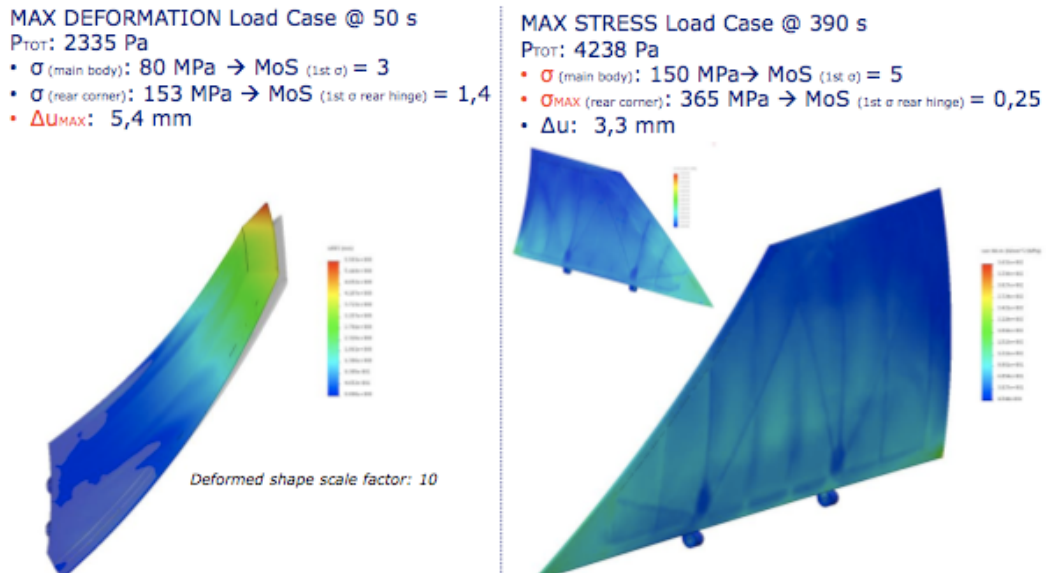 MAX DEFORMATION Load Case @ 50 s
PTOT: 2335 Pa
• σ (main body): 80 MPa → MoS (1st σ) = 3
• σ (rear corner): 153 MPa → MoS (1st σ rear hinge) = 1,4
• ΔuMAX: 5,4 mm
Deformed shape scale factor: 10
MAX STRESS Load Case @ 390 s
PTOT: 4238 Pa
• σ (main body): 150 MPa→ MoS (1st σ) = 5
• σMAX (rear corner): 365 MPa → MoS (1st σ rear hinge) = 0,25
• Δu: 3,3 mm